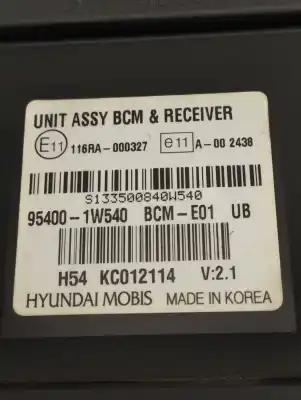 UNIT ASSY BCM & RECEIVER
E11 116RA-000327 e11 A-00 2438
S133500840W540
95400-1W540 BCM-E01 UB
H54 KC012114 V:2.1
HYUNDAI MOBIS MADE IN KOREA